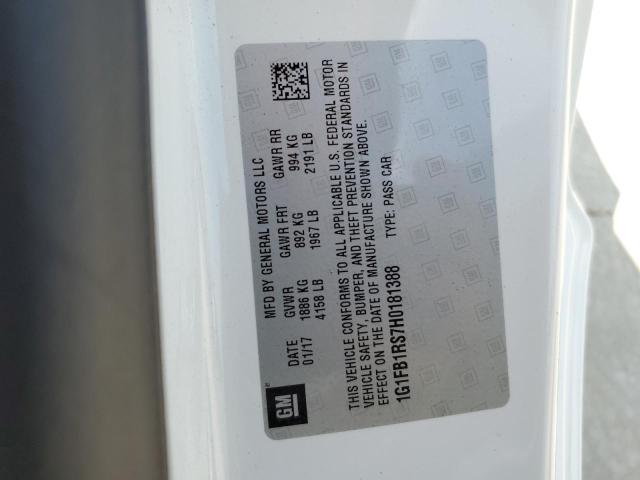 MFD BY GENERAL MOTORS LLC
DATE GVWR GAWR FRT GAWR RR
01/17 1886 KG 892 KG 994 KG
4158 LB 1967 LB 2191 LB
THIS VEHICLE CONFORMS TO ALL APPLICABLE U.S. FEDERAL MOTOR
VEHICLE SAFETY, BUMPER, AND THEFT PREVENTION STANDARDS IN
EFFECT ON THE DATE OF MANUFACTURE SHOWN ABOVE.
1G1FB1RS7H0181388 TYPE: PASS CAR
GM